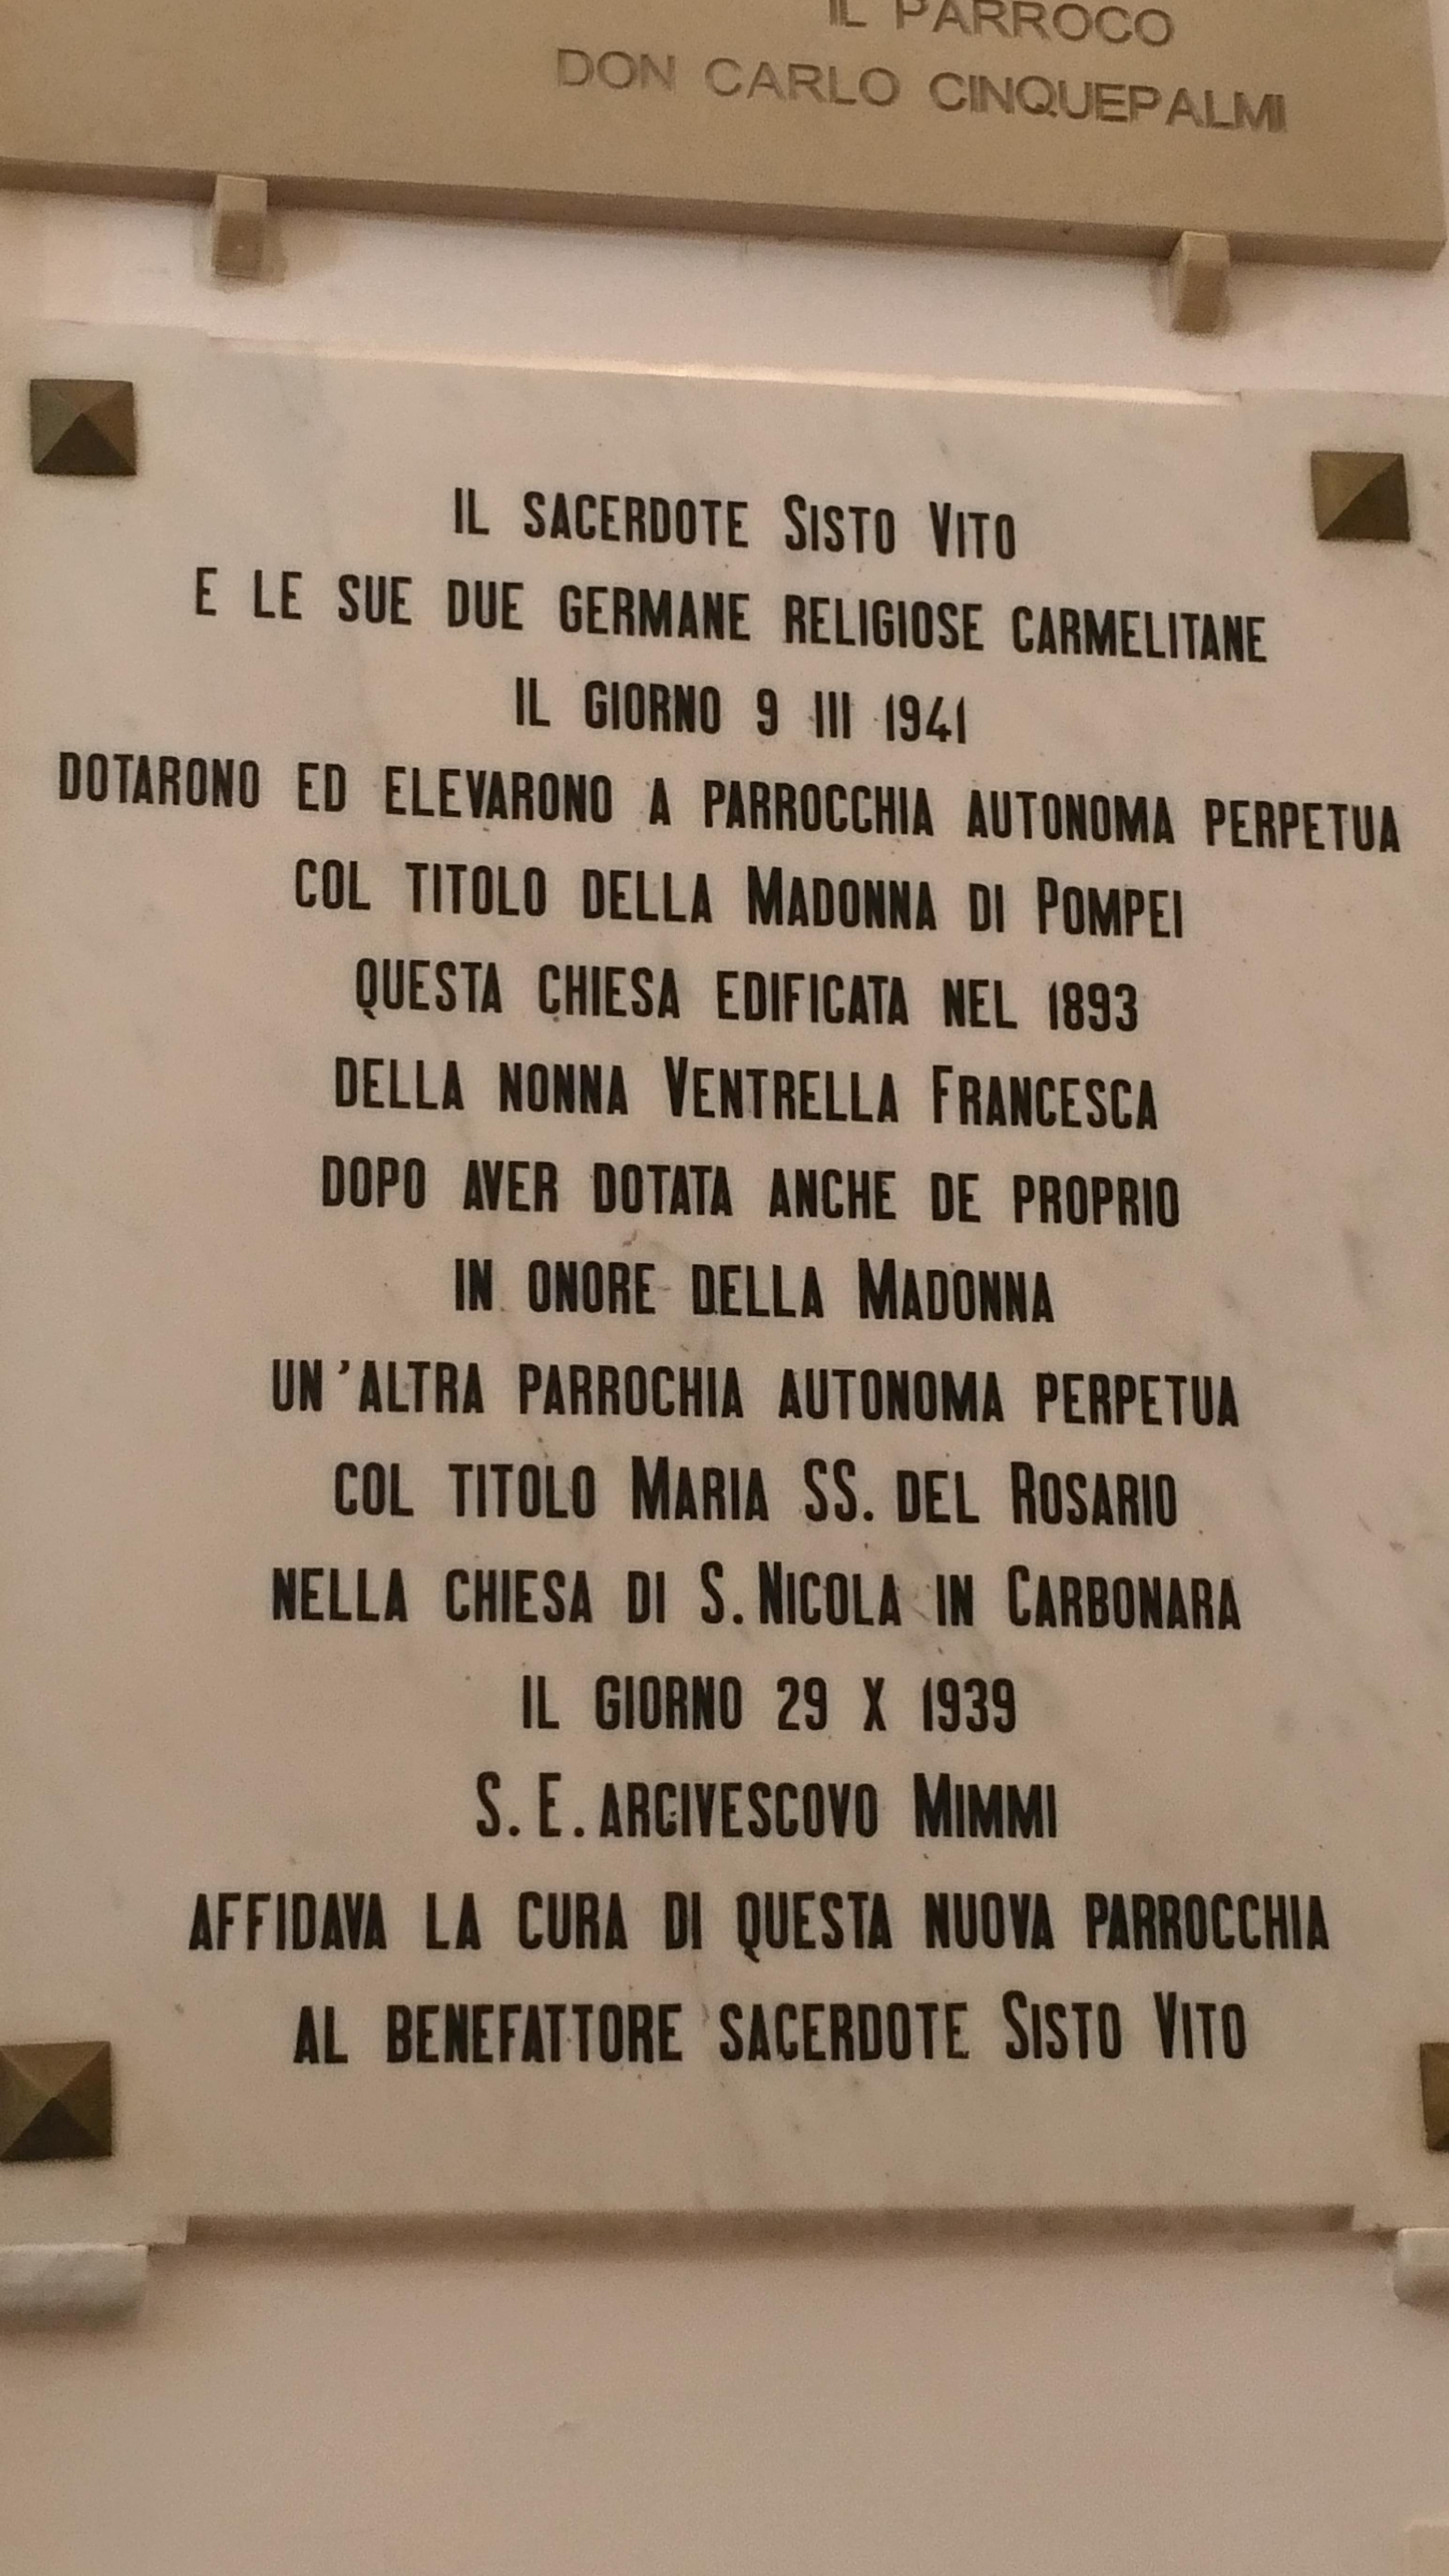 IL PARROCO
DON CARLO CINQUEPALMI
IL SACERDOTE SISTO VITO
E LE SUE DUE GERMANE RELIGIOSE CARMELITANE
IL GIORNO 9 III 1941
DOTARONO ED ELEVARONO A PARROCCHIA AUTONOMA PERPETUA
COL TITOLO DELLA MADONNA DI POMPEI
QUESTA CHIESA EDIFICATA NEL 1893
DELLA NONNA VENTRELLA FRANCESCA
DOPO AVER DOTATA ANCHE DE PROPRIO
IN ONORE DELLA MADONNA
UN'ALTRA PARROCHIA AUTONOMA PERPETUA
COL TITOLO MARIA SS. DEL ROSARIO
NELLA CHIESA DI S. NICOLA IN CARBONARA
IL GIORNO 29 X 1939
S. E. ARCIVESCOVO MIMMI
AFFIDAVA LA CURA DI QUESTA NUOVA PARROCCHIA
AL BENEFATTORE SACERDOTE SISTO VITO